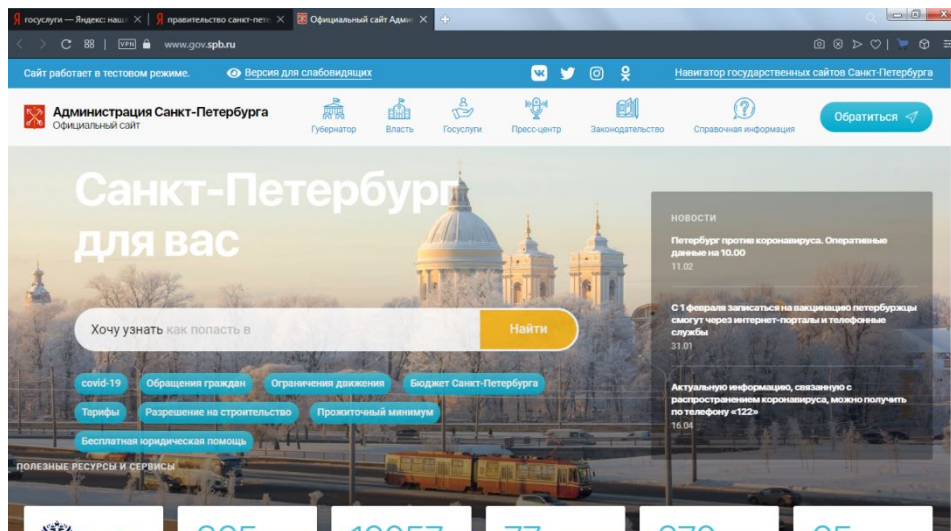 госуслуги — Яндекс: наше
правительство санкт-пете
Официальный сайт Админ
88 VPN www.gov.spb.ru
Сайт работает в тестовом режиме. Версия для слабовидящих Навигатор государственных сайтов Санкт-Петербурга
Администрация Санкт-Петербурга
Официальный сайт
Губернатор Власть Госуслуги Пресс-центр Законодательство Справочная информация
Обратиться
Санкт-Петербург
для вас
Хочу узнать как попасть в Найти
covid-19 Обращения граждан Ограничения движения Бюджет Санкт-Петербурга
Тарифы Разрешение на строительство Прожиточный минимум
Бесплатная юридическая помощь
НОВОСТИ
Петербург против коронавируса. Оперативные
данные на 10.00
11.02
С 1 февраля записаться на вакцинацию петербуржцы
смогут через интернет-порталы и телефонные
службы
31.01
Актуальную информацию, связанную с
распространением коронавируса, можно получить
по телефону «122»
16.04
ПОЛЕЗНЫЕ РЕСУРСЫ И СЕРВИСЫ